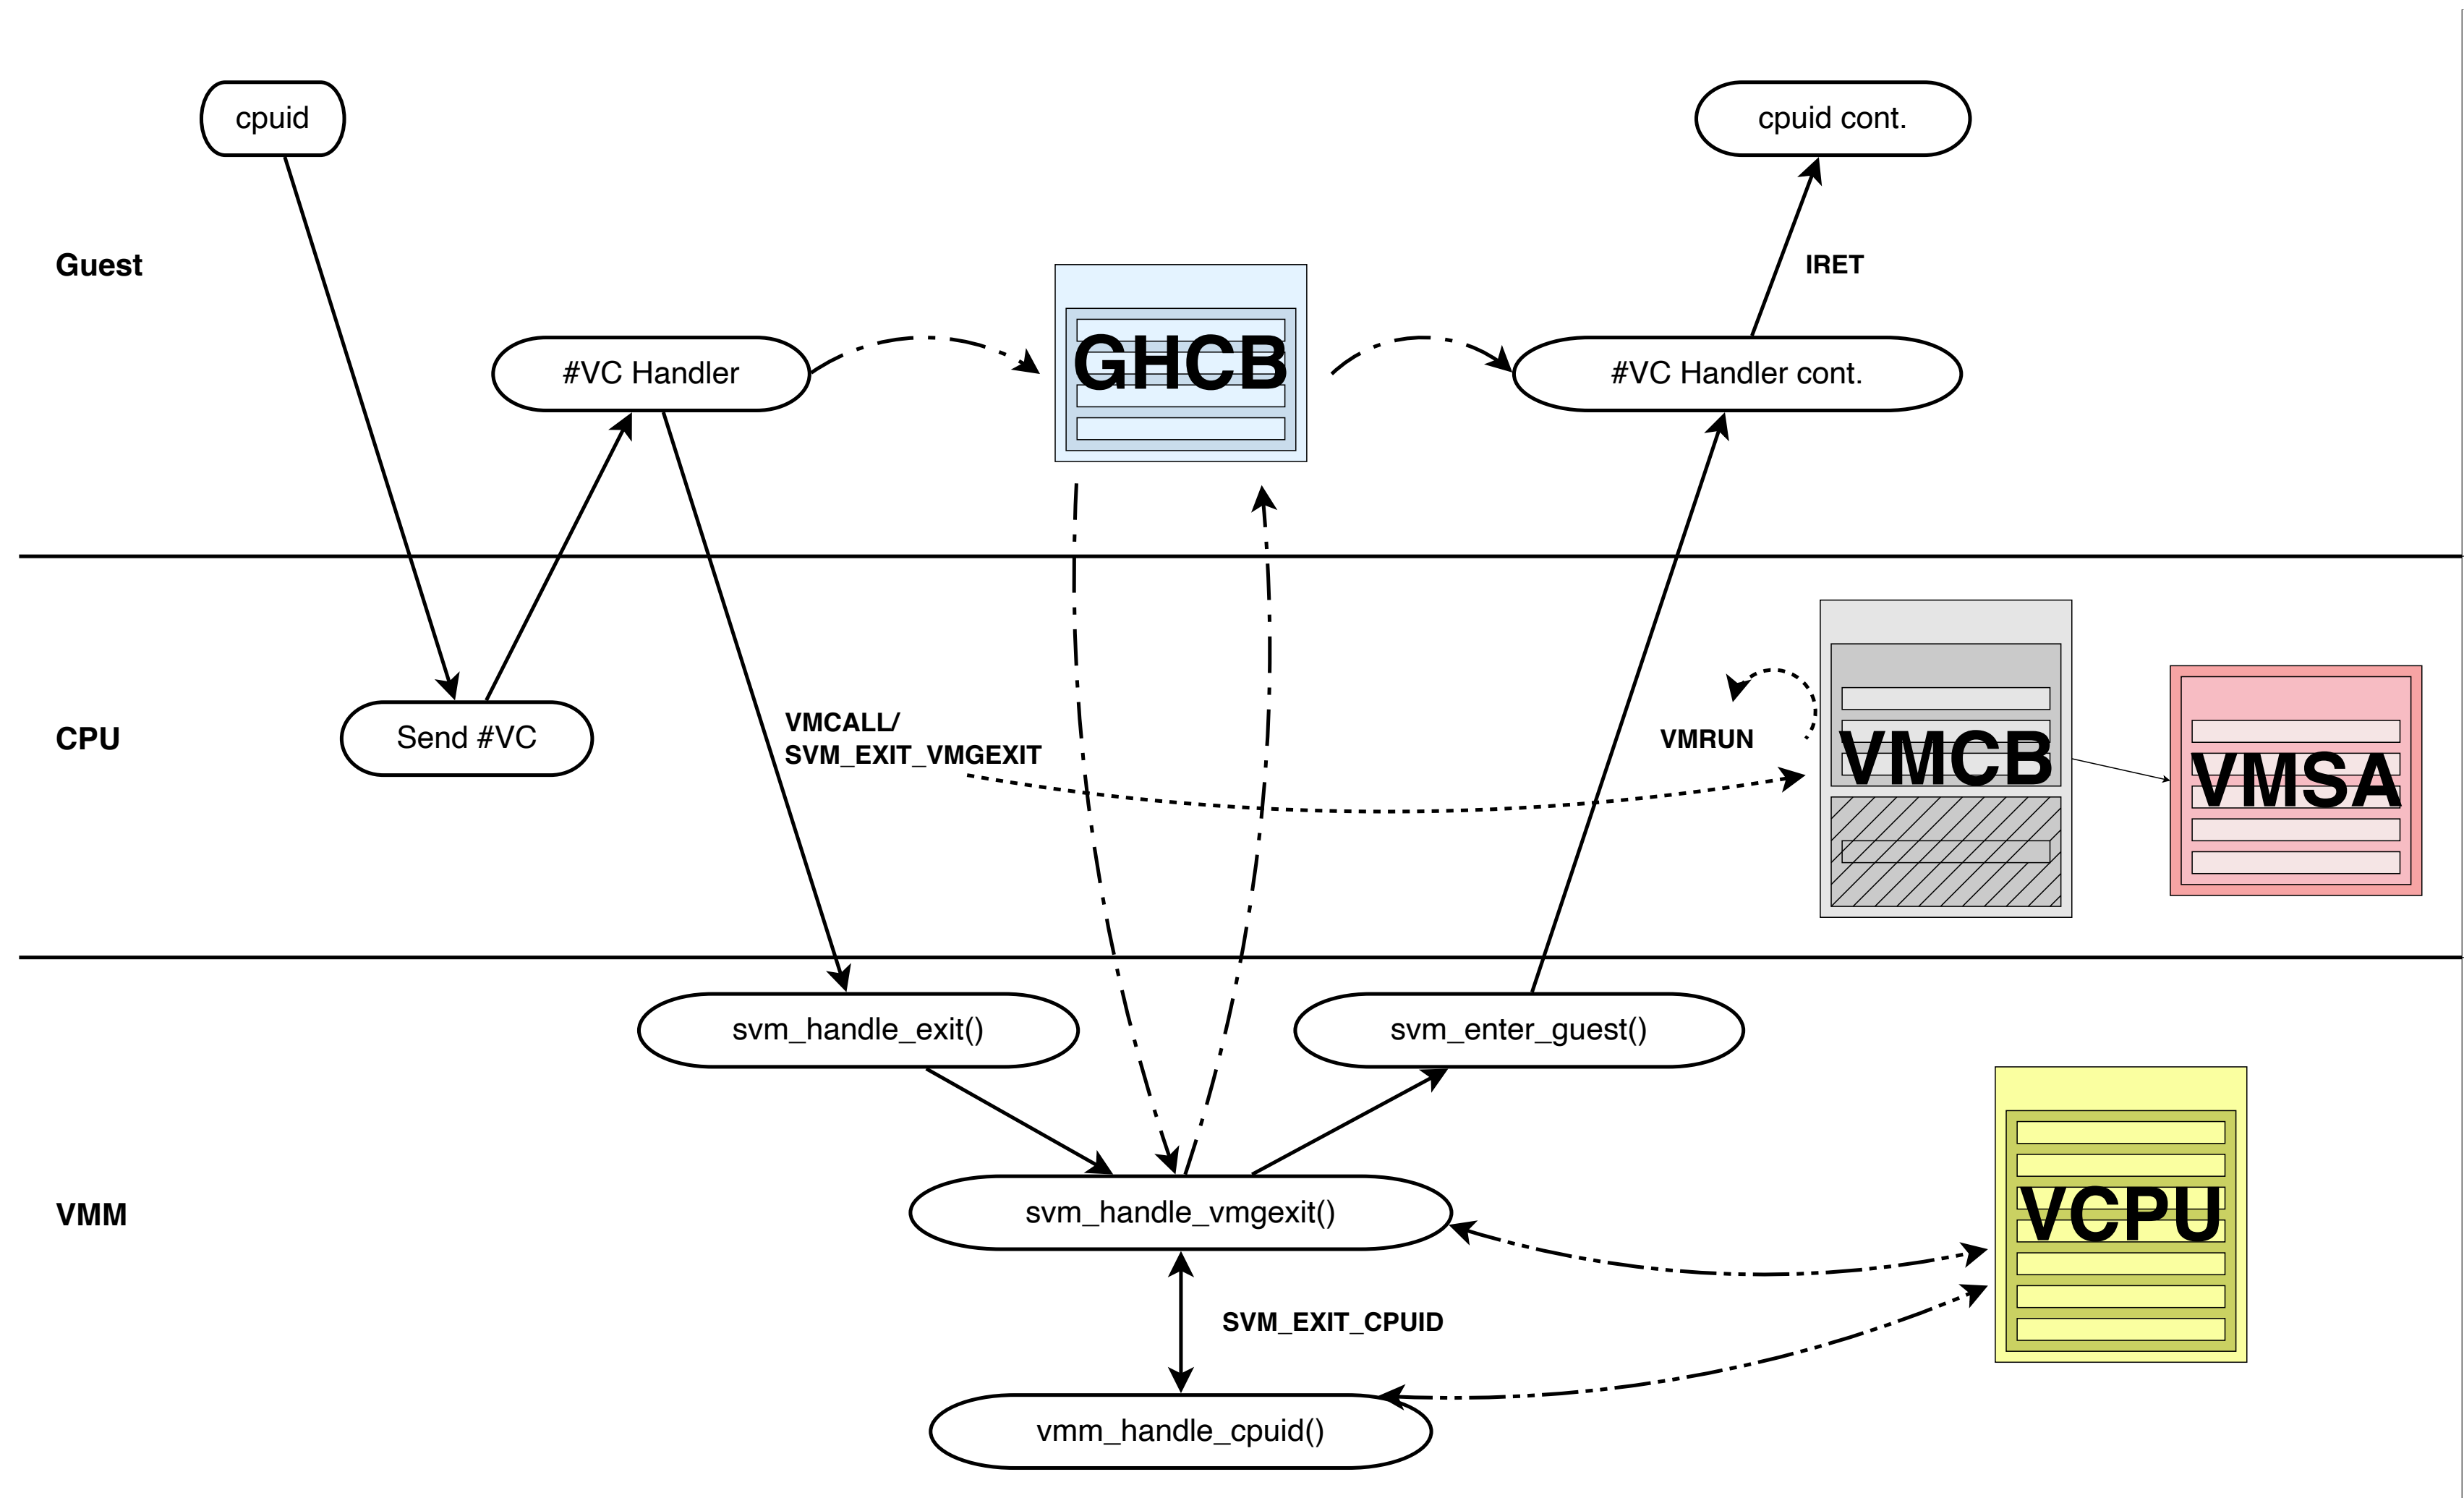 cpuid
cpuid cont.
Guest
IRET
GHCB
#VC Handler
#VC Handler cont.
VMCALL/
SVM_EXIT_VMGEXIT
CPU
Send #VC
VMRUN
VMCB
VMSA
svm_handle_exit()
svm_enter_guest()
VMM
svm_handle_vmgexit()
VCPU
SVM_EXIT_CPUID
vmm_handle_cpuid()